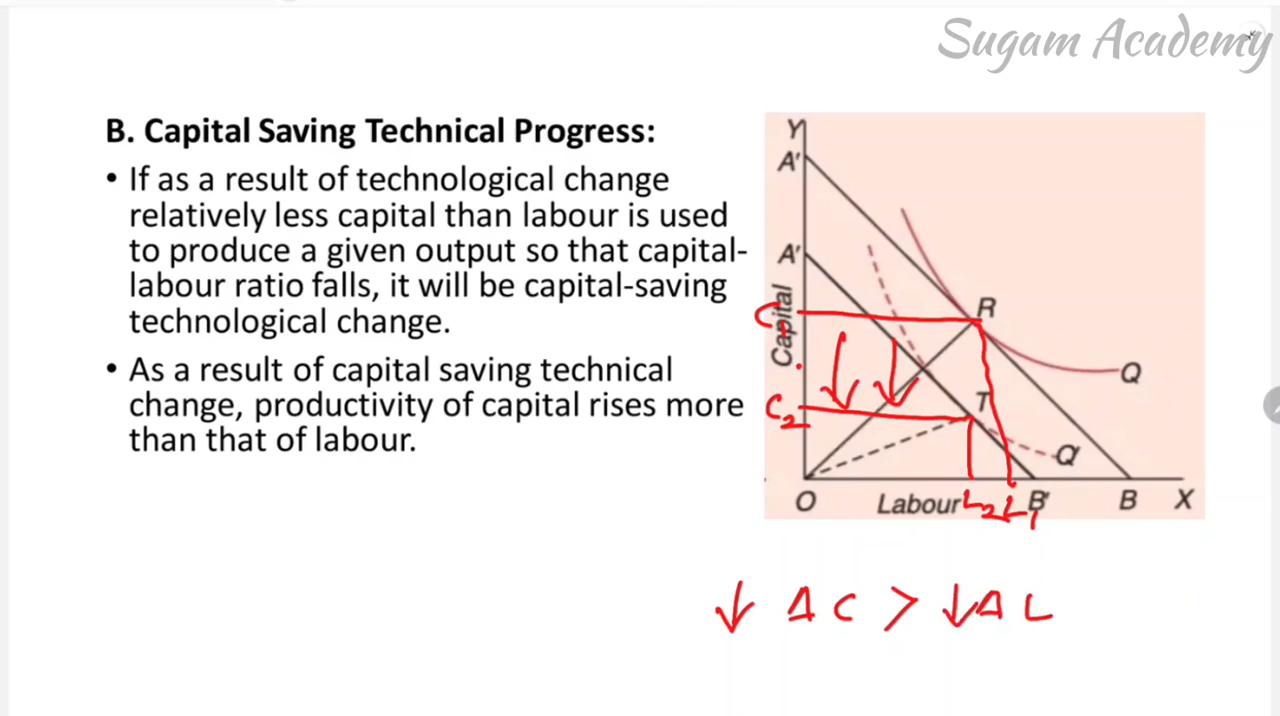 Sugam Academy
B. Capital Saving Technical Progress:
• If as a result of technological change
relatively less capital than labour is used
to produce a given output so that capital-
labour ratio falls, it will be capital-saving
technological change.
• As a result of capital saving technical
change, productivity of capital rises more
than that of labour.
Y
A'
A'
R
C1
Capital
Q
C2
T
Q'
O
Labour
L2
L1
B'
B
X
↓ Δ C > ↓ Δ L